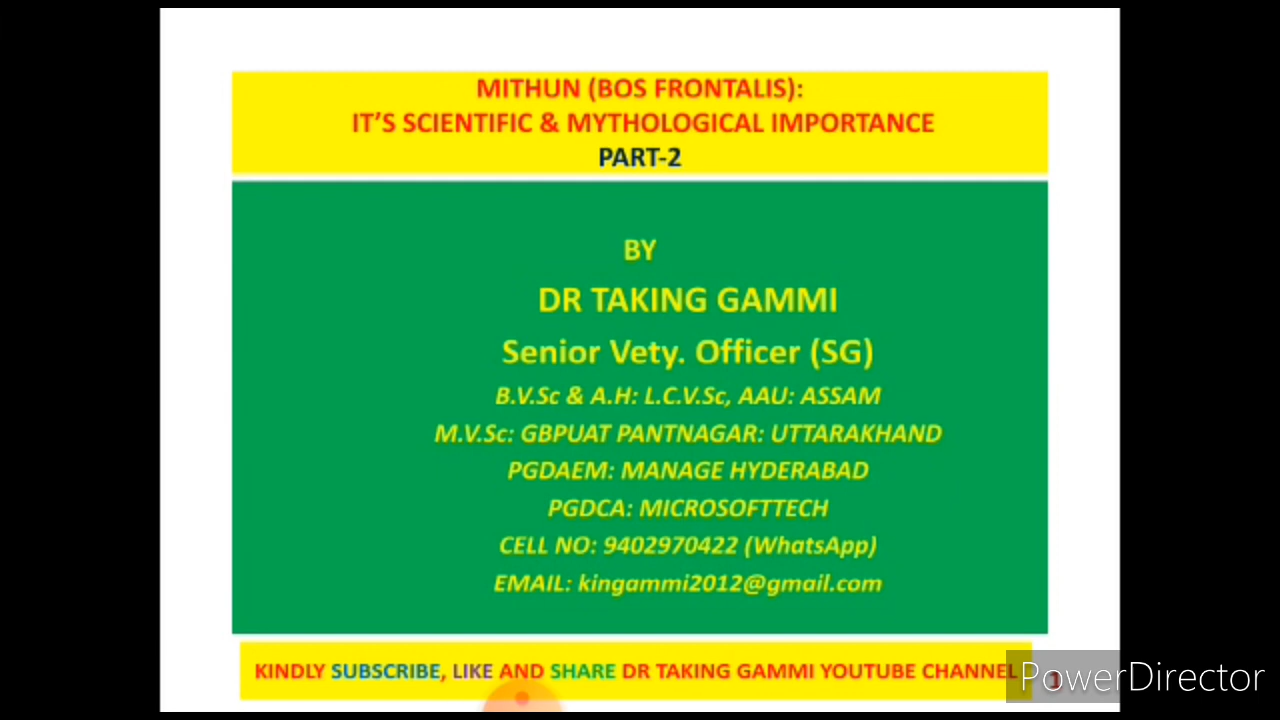 MITHUN (BOS FRONTALIS):
IT'S SCIENTIFIC & MYTHOLOGICAL IMPORTANCE
PART-2
BY
DR TAKING GAMMI
Senior Vety. Officer (SG)
B.V.Sc & A.H: L.C.V.Sc, AAU: ASSAM
M.V.Sc: GBPUAT PANTNAGAR: UTTARAKHAND
PGDAEM: MANAGE HYDERABAD
PGDCA: MICROSOFTTECH
CELL NO: 9402970422 (WhatsApp)
EMAIL: kingammi2012@gmail.com
KINDLY SUBSCRIBE, LIKE AND SHARE DR TAKING GAMMI YOUTUBE CHANNEL
1
PowerDirector